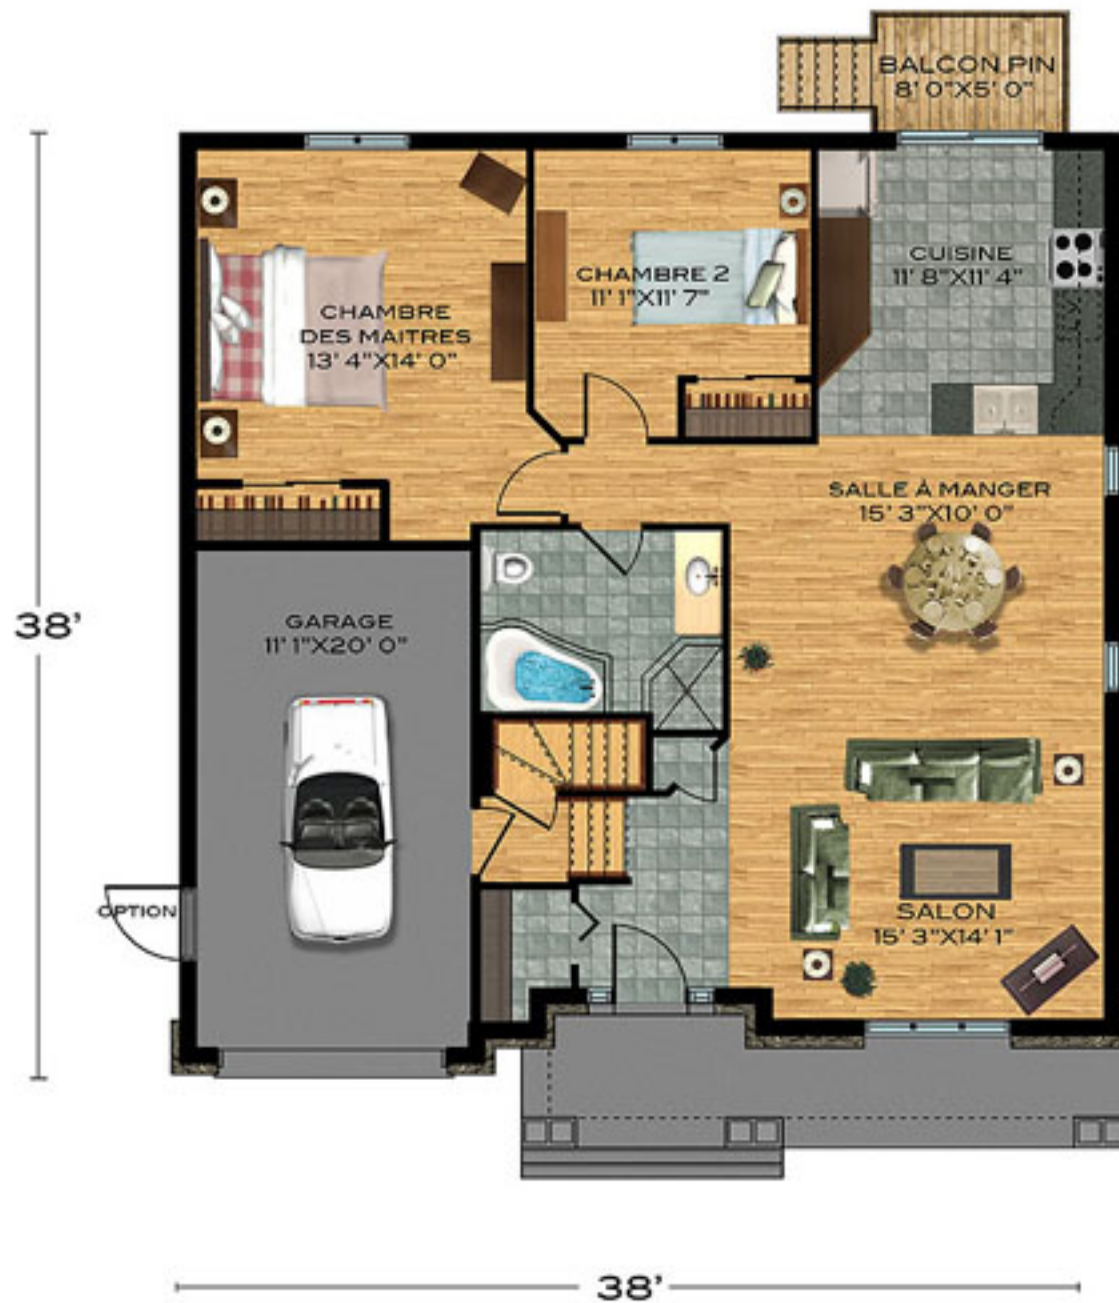 BALCON PIN
8' 0"X5' 0"
CUISINE
11' 8"X11' 4"
CHAMBRE 2
11' 1"X11' 7"
CHAMBRE
DES MAITRES
13' 4"X14' 0"
SALLE À MANGER
15' 3"X10' 0"
38'
GARAGE
11' 1"X20' 0"
OPTION
SALON
15' 3"X14' 1"
38'